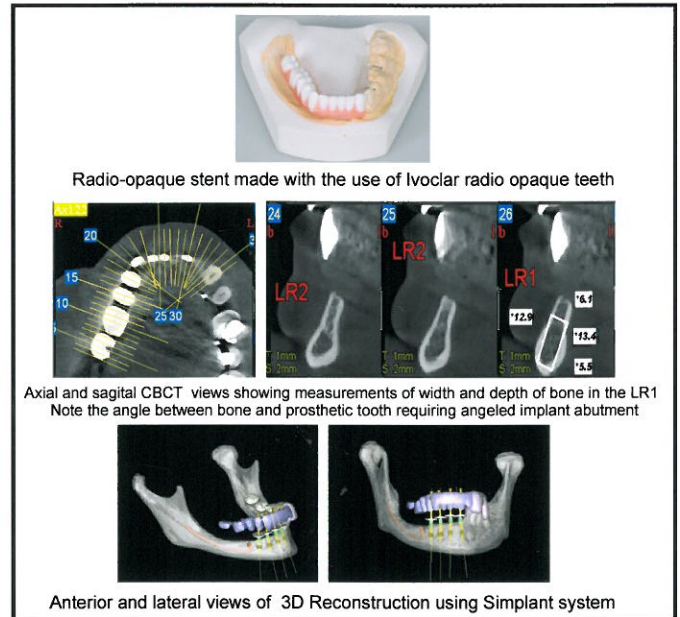 Radio-opaque stent made with the use of Ivoclar radio opaque teeth
Ax122
R
L
20
15
10
25 30
24
b
LR2
T 1mm
S 2mm
25
b
LR2
T 1mm
S 2mm
26
b
LR1
*6.1
*12.9
*13.4
*5.5
T 1mm
S 2mm
Axial and sagital CBCT views showing measurements of width and depth of bone in the LR1
Note the angle between bone and prosthetic tooth requiring angeled implant abutment
Anterior and lateral views of 3D Reconstruction using Simplant system